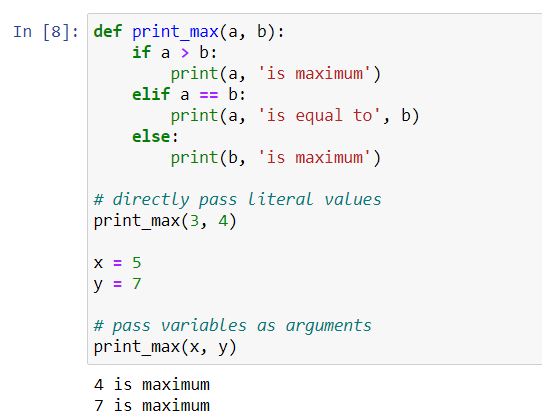 In [8]: def print_max(a, b):
    if a > b:
        print(a, 'is maximum')
    elif a == b:
        print(a, 'is equal to', b)
    else:
        print(b, 'is maximum')

# directly pass literal values
print_max(3, 4)

x = 5
y = 7

# pass variables as arguments
print_max(x, y)

4 is maximum
7 is maximum